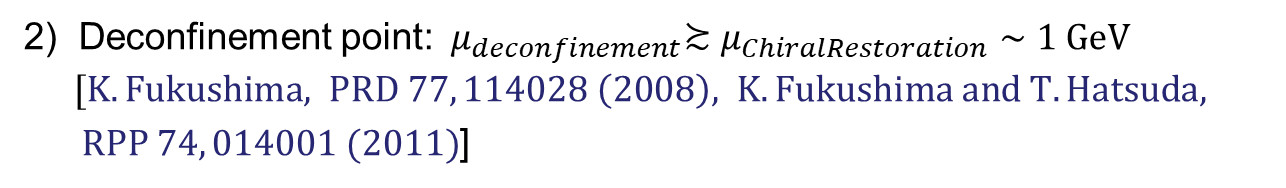 2) Deconfinement point: μ_deconfinement ≳ μ_ChiralRestoration ~ 1 GeV
[K. Fukushima, PRD 77, 114028 (2008), K. Fukushima and T. Hatsuda,
RPP 74, 014001 (2011)]